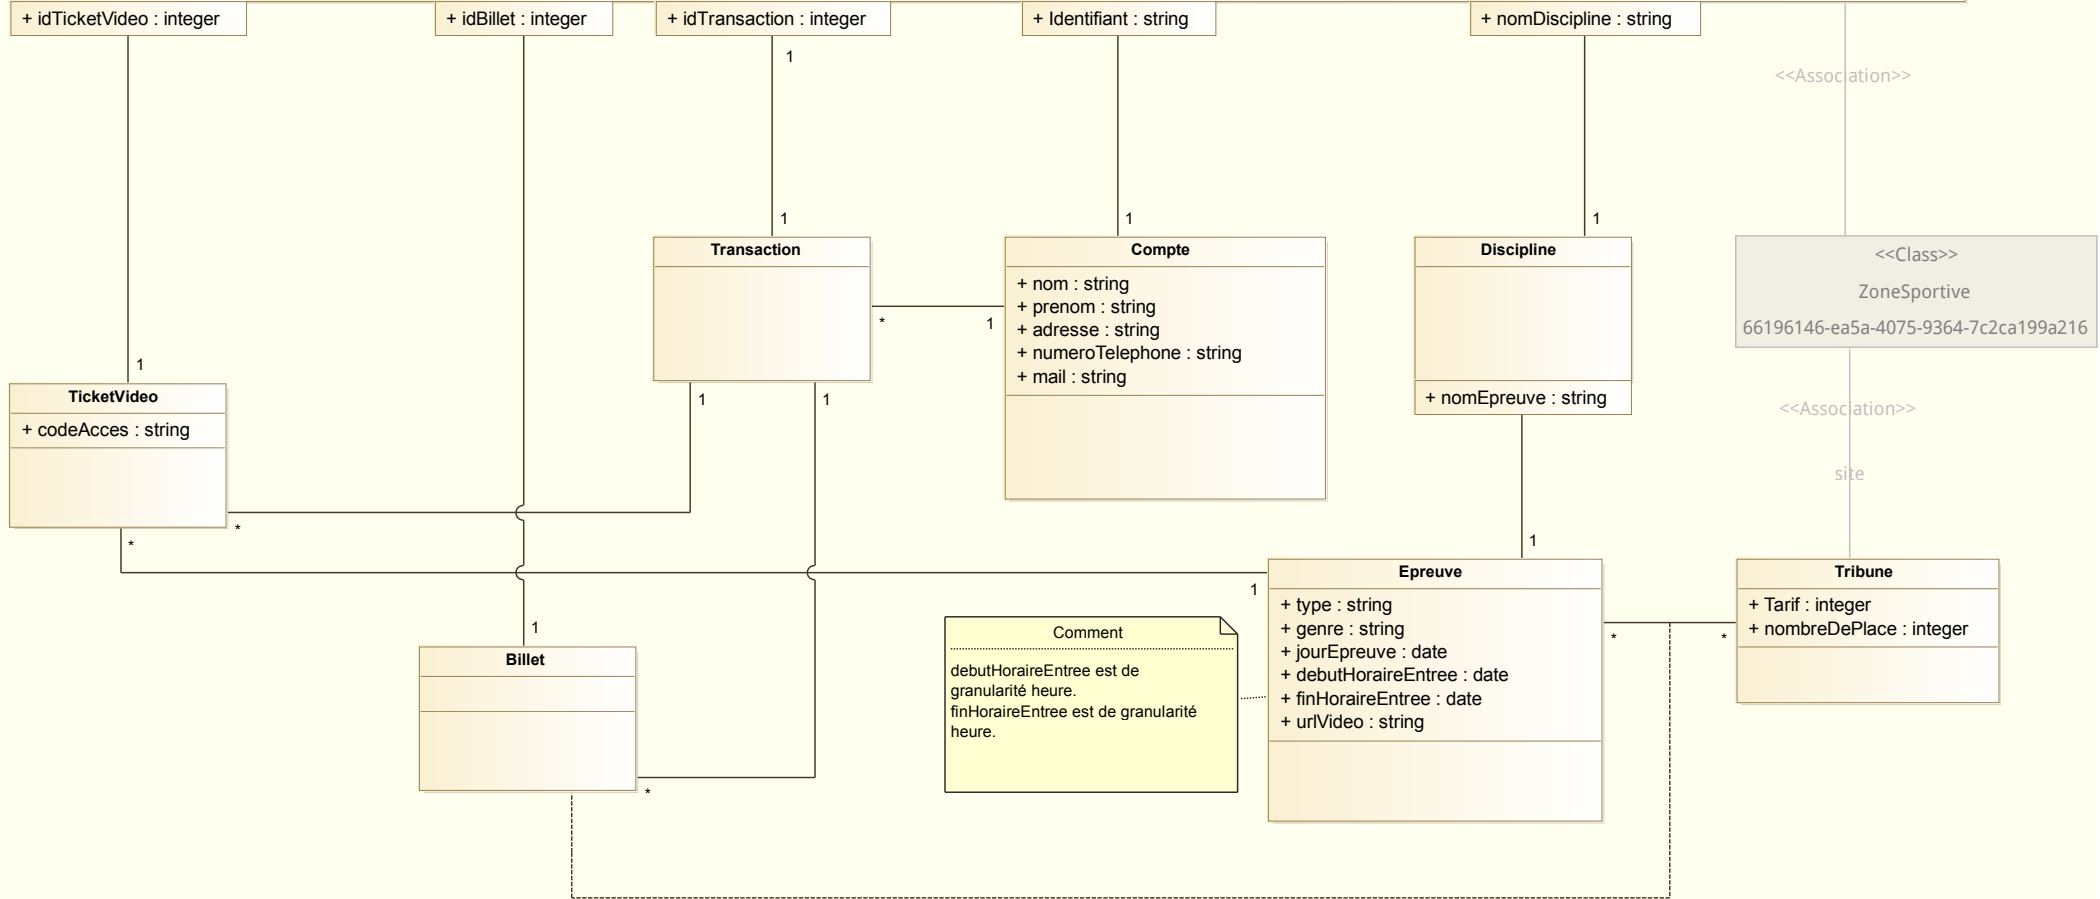 + idTicketVideo : integer
+ idBillet : integer
+ idTransaction : integer
+ Identifiant : string
+ nomDiscipline : string
1
<<Association>>
1
1
1
Transaction
Compte
+ nom : string
+ prenom : string
+ adresse : string
+ numeroTelephone : string
+ mail : string
Discipline
+ nomEpreuve : string
<<Class>>
ZoneSportive
66196146-ea5a-4075-9364-7c2ca199a216
*
1
1
TicketVideo
+ codeAcces : string
1
1
<<Association>>
site
*
*
1
1
Epreuve
+ type : string
+ genre : string
+ jourEpreuve : date
+ debutHoraireEntree : date
+ finHoraireEntree : date
+ urlVideo : string
Tribune
+ Tarif : integer
+ nombreDePlace : integer
*
*
1
Billet
*
Comment
debutHoraireEntree est de
granularité heure.
finHoraireEntree est de granularité
heure.